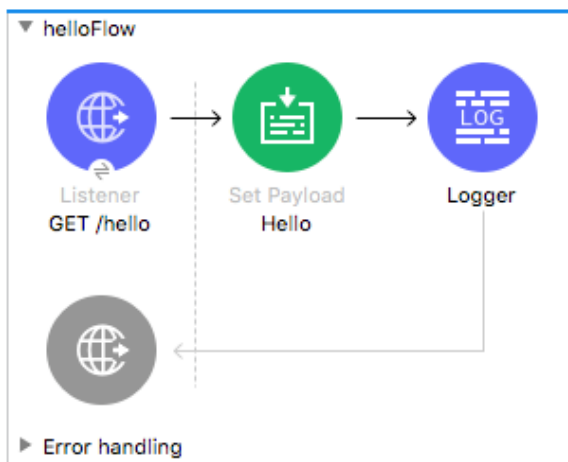 helloFlow
LOG
Listener
GET /hello
Set Payload
Hello
Logger
Error handling